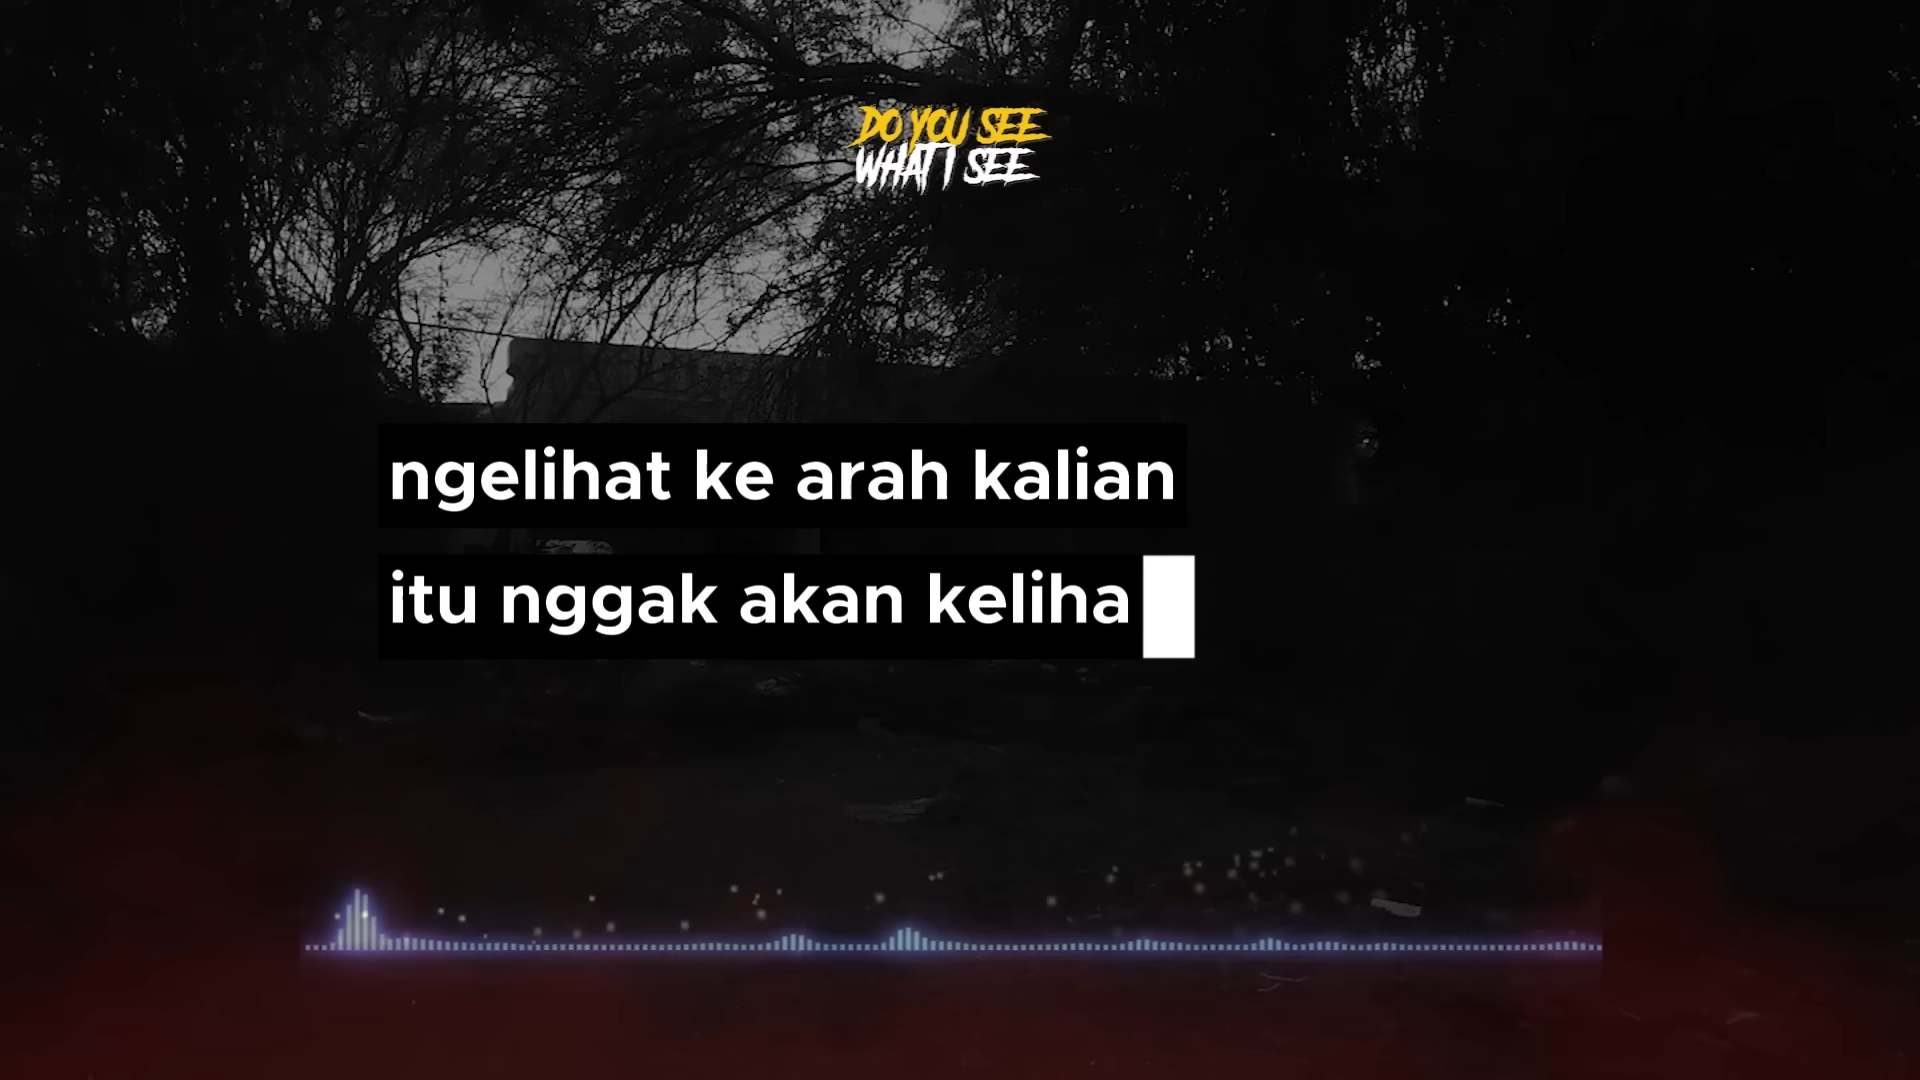 DO YOU SEE
WHAT I SEE
ngelihat ke arah kalian
itu nggak akan keliha